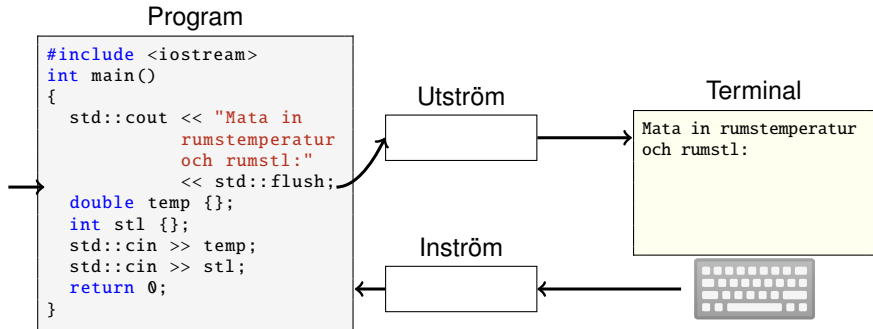 Program
#include <iostream>
int main()
{
  std::cout << "Mata in
            rumstemperatur
            och rumstl:"
            << std::flush;
  double temp {};
  int stl {};
  std::cin >> temp;
  std::cin >> stl;
  return 0;
}
Utström
Inström
Terminal
Mata in rumstemperatur
och rumstl: